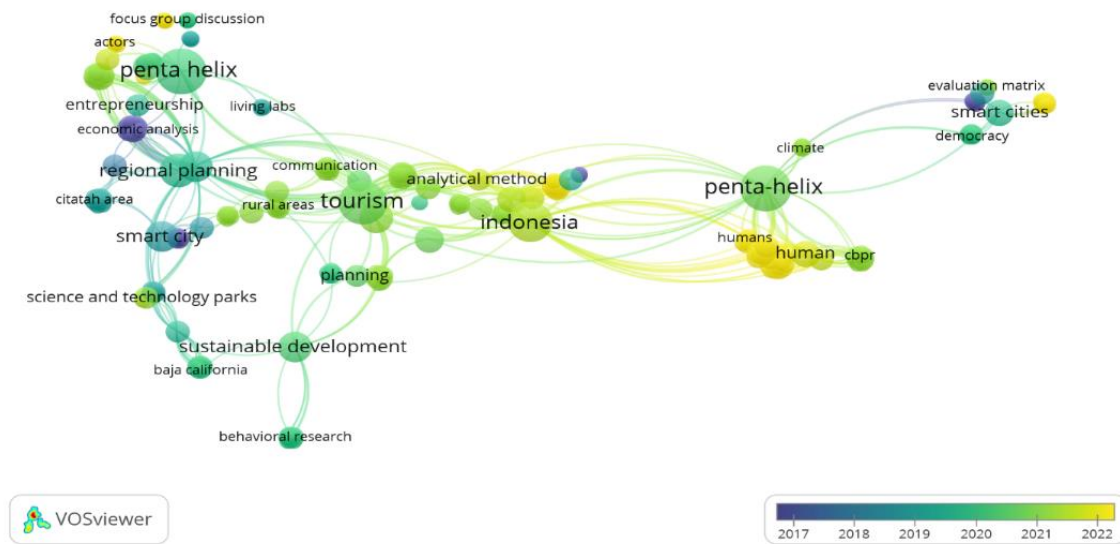 focus group discussion
actors
penta helix
entrepreneurship
living labs
economic analysis
regional planning
communication
citatah area
rural areas
tourism
analytical method
indonesia
smart city
planning
science and technology parks
sustainable development
baja california
behavioral research
evaluation matrix
smart cities
democracy
climate
penta-helix
humans
human
cbpr
VOSviewer
2017 2018 2019 2020 2021 2022